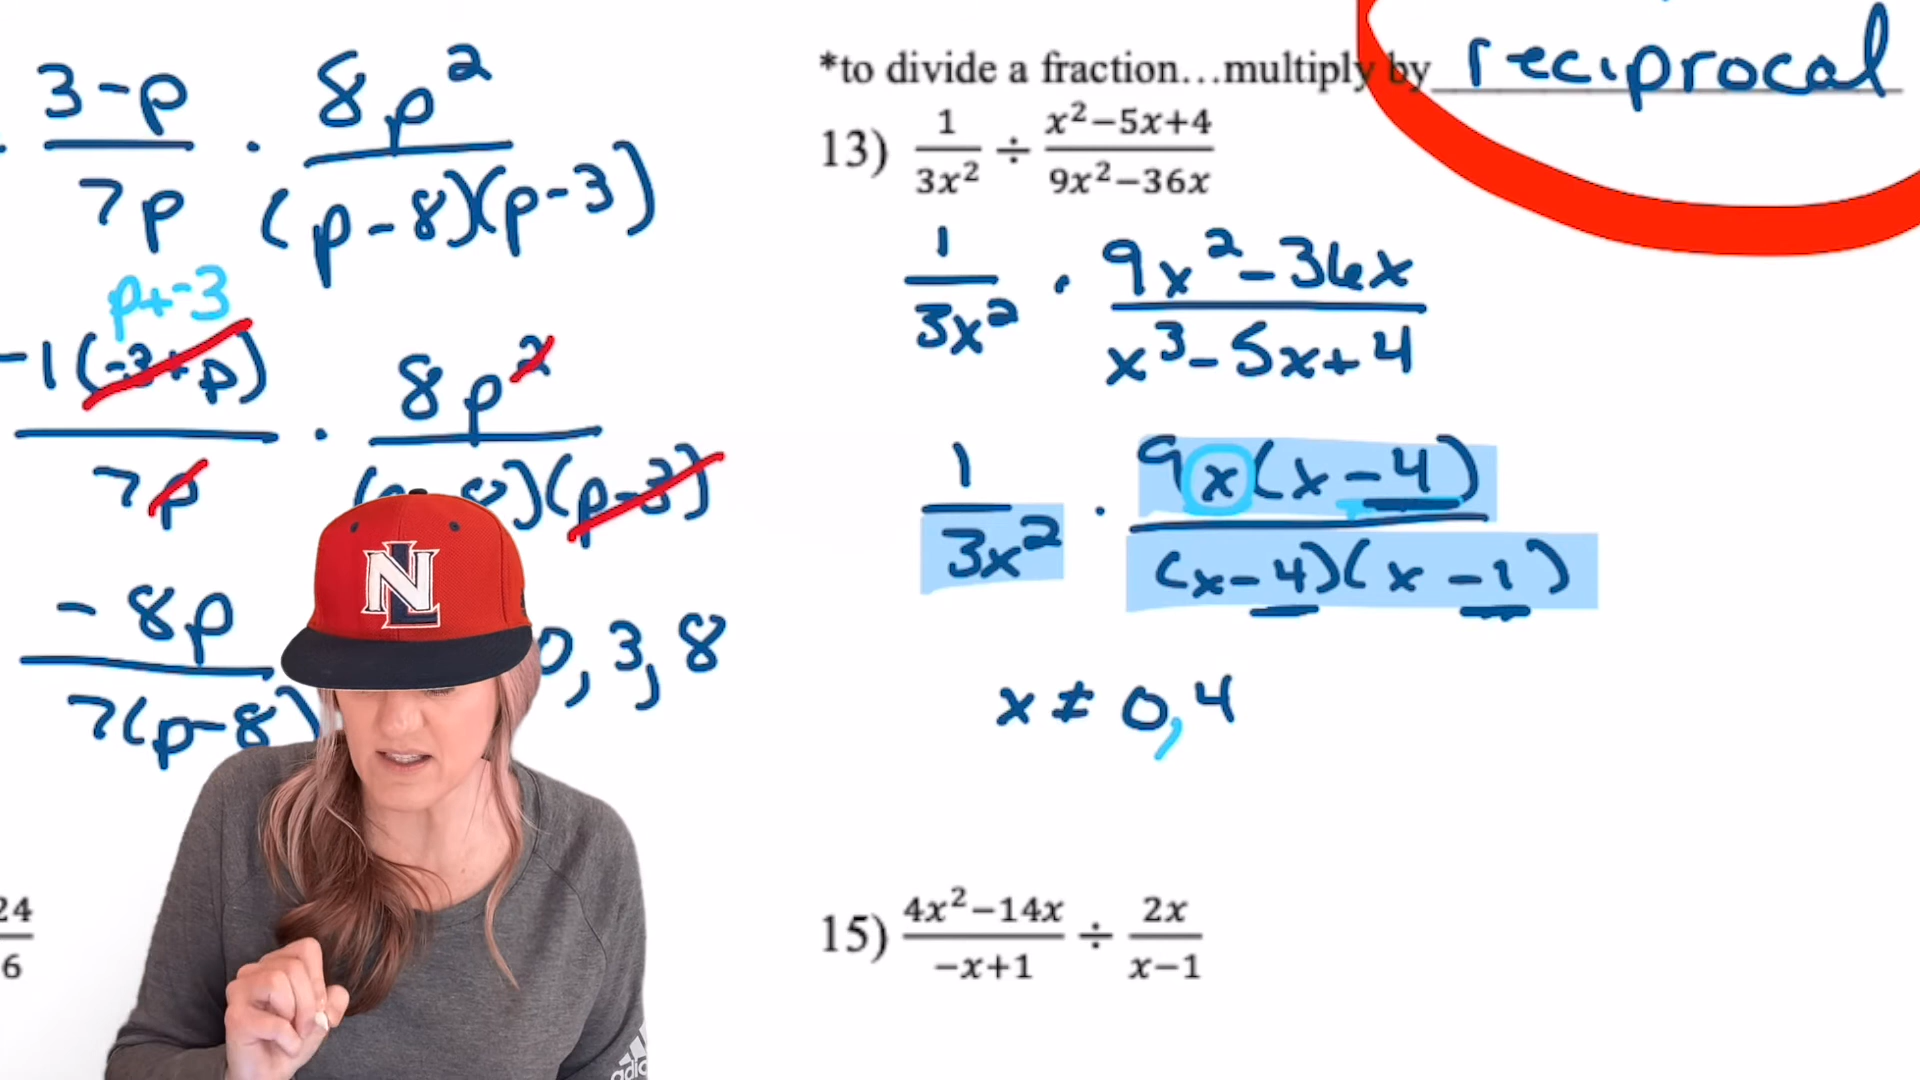 3-p/7p · 8p²/(p-8)(p-3)
p+-3
-1(-3+p)/7p · 8p²/( )(p-3)
-8p/7(p-8) 0, 3, 8
24
6
*to divide a fraction…multiply by reciprocal
13) 1/3x² ÷ x²−5x+4/9x²−36x
1/3x² · 9x²-36x/x³-5x+4
1/3x² · 9x(x-4)/(x-4)(x-1)
x ≠ 0,4
15) 4x²−14x/−x+1 ÷ 2x/x−1
NL
adidas